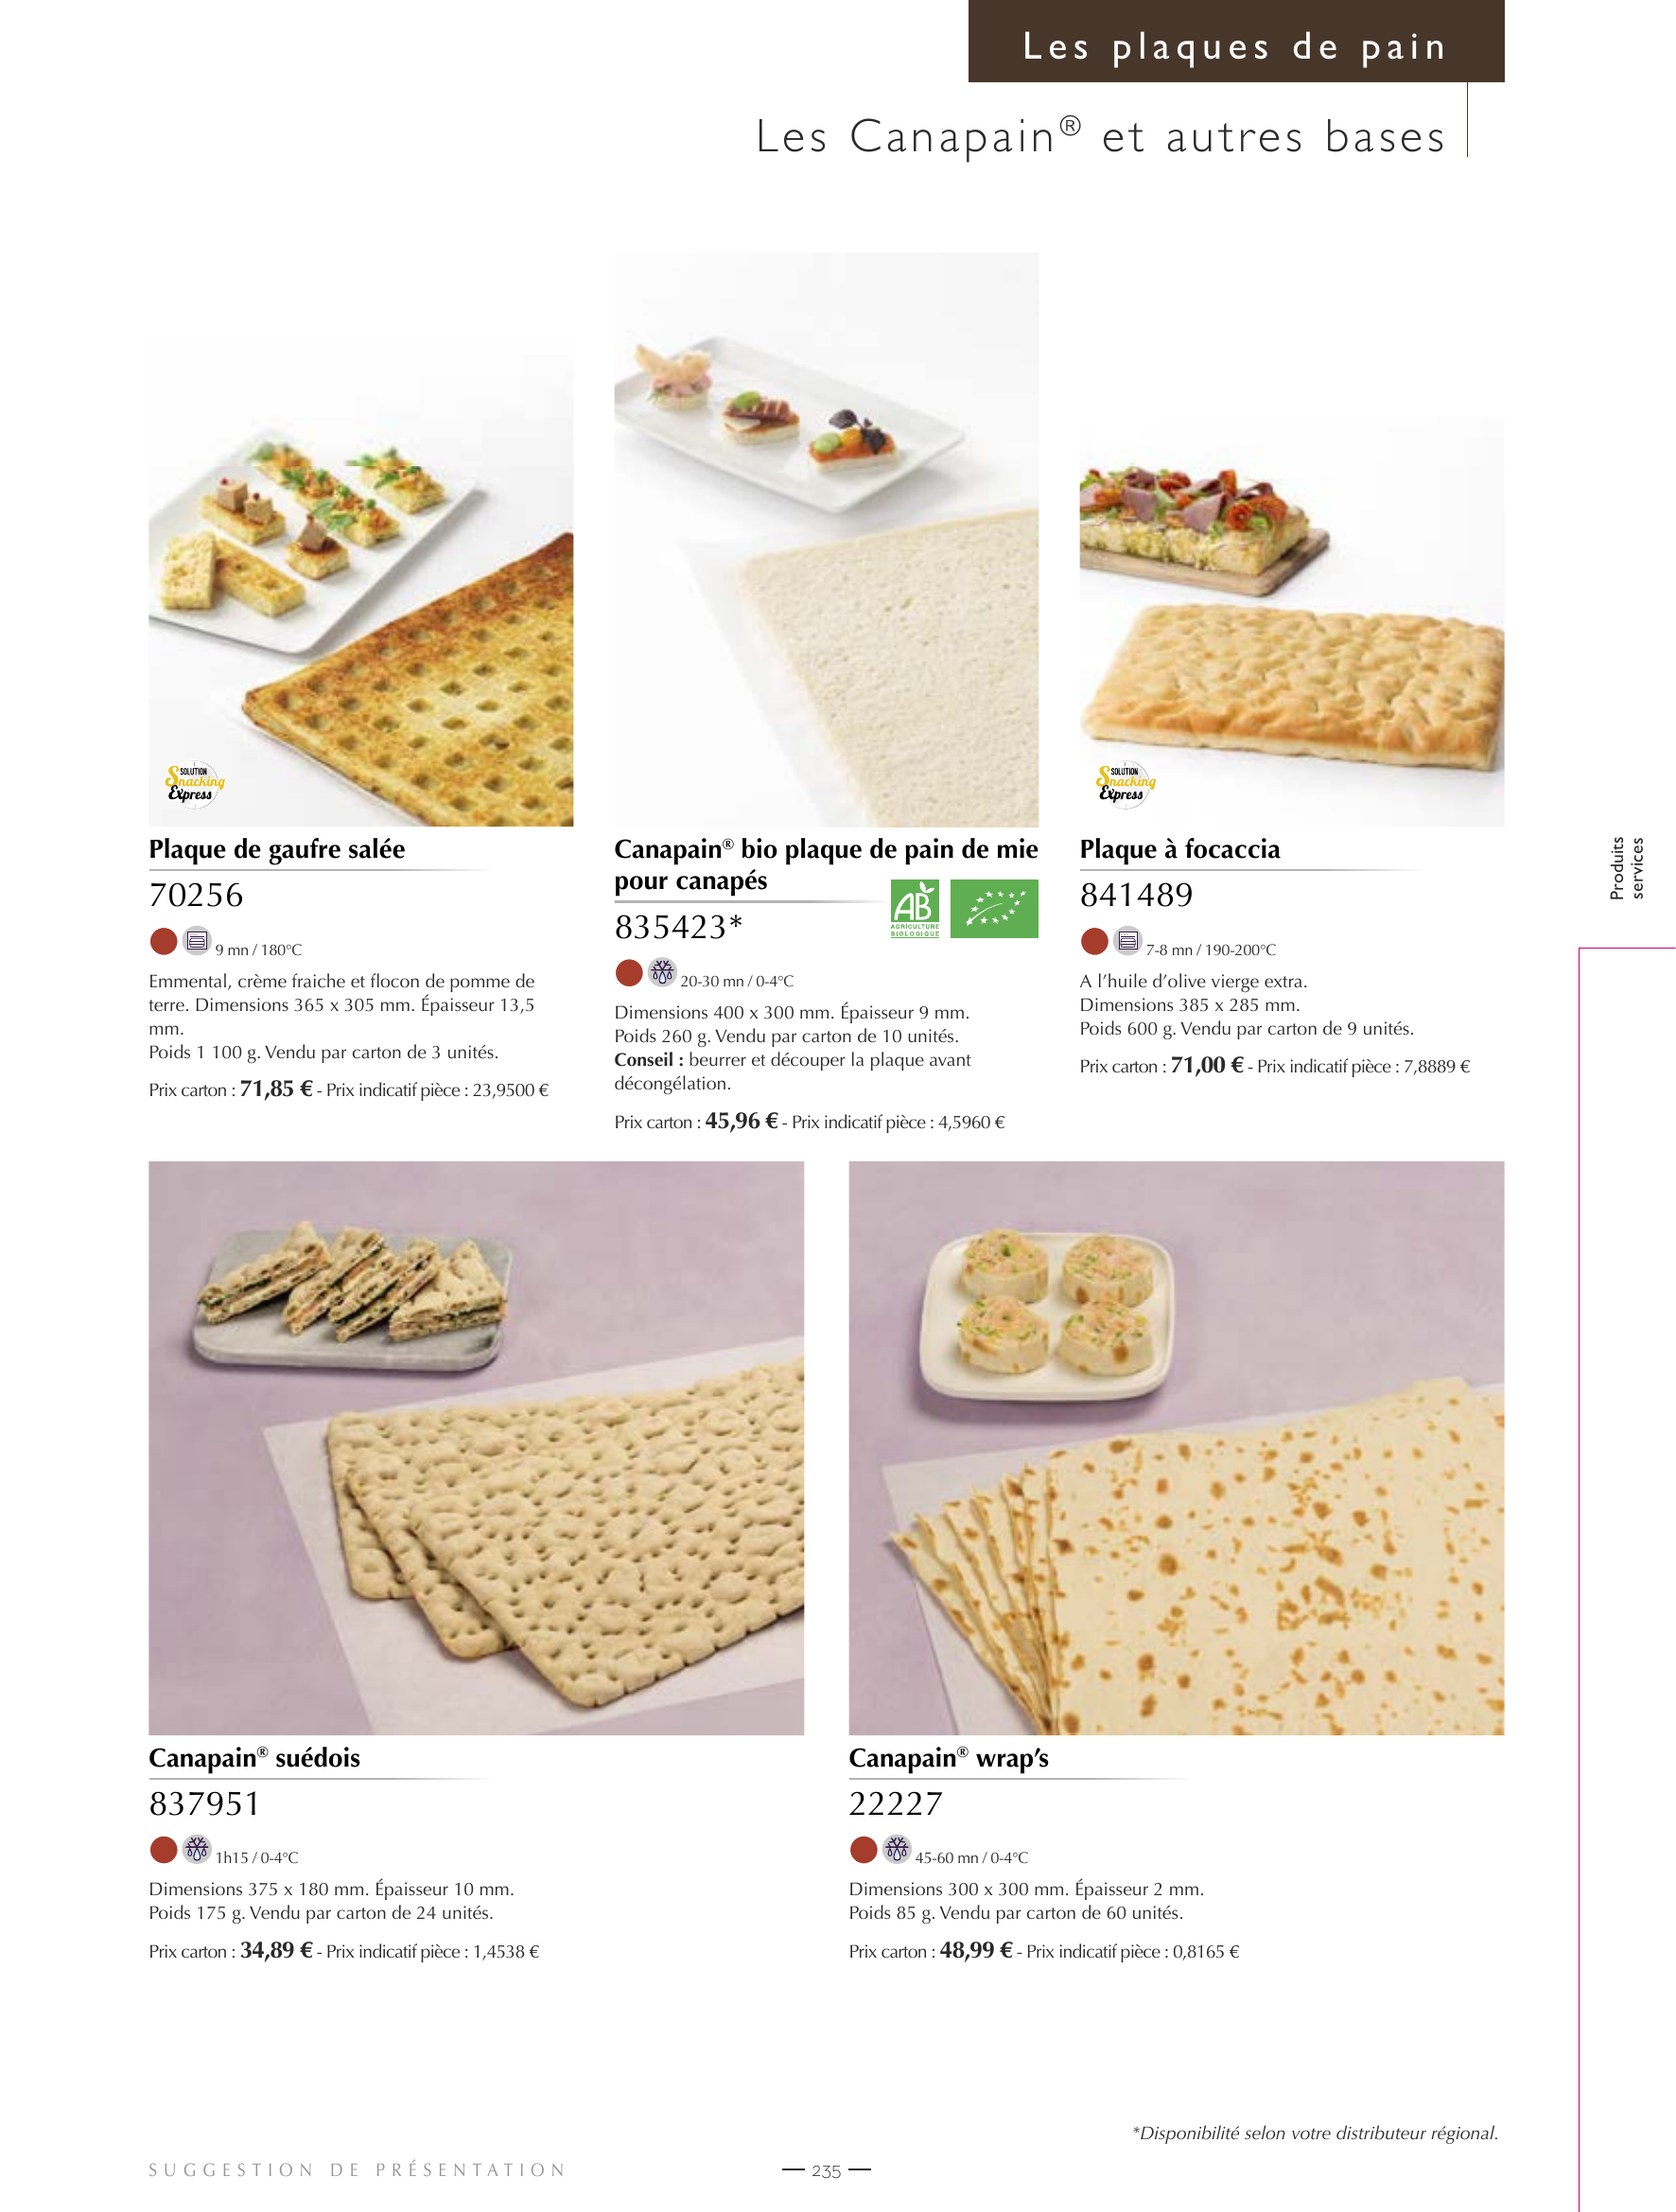 Les plaques de pain
Les Canapain® et autres bases
SOLUTION
Snacking
Express
Plaque de gaufre salée
70256
9 mn / 180°C
Emmental, crème fraiche et flocon de pomme de
terre. Dimensions 365 x 305 mm. Épaisseur 13,5
mm.
Poids 1 100 g. Vendu par carton de 3 unités.
Prix carton : 71,85 € - Prix indicatif pièce : 23,9500 €
Canapain® bio plaque de pain de mie
pour canapés
AB
AGRICULTURE
BIOLOGIQUE
835423*
20-30 mn / 0-4°C
Dimensions 400 x 300 mm. Épaisseur 9 mm.
Poids 260 g. Vendu par carton de 10 unités.
Conseil : beurrer et découper la plaque avant
décongélation.
Prix carton : 45,96 € - Prix indicatif pièce : 4,5960 €
SOLUTION
Snacking
Express
Plaque à focaccia
841489
7-8 mn / 190-200°C
A l’huile d’olive vierge extra.
Dimensions 385 x 285 mm.
Poids 600 g. Vendu par carton de 9 unités.
Prix carton : 71,00 € - Prix indicatif pièce : 7,8889 €
Produits
services
Canapain® suédois
837951
1h15 / 0-4°C
Dimensions 375 x 180 mm. Épaisseur 10 mm.
Poids 175 g. Vendu par carton de 24 unités.
Prix carton : 34,89 € - Prix indicatif pièce : 1,4538 €
Canapain® wrap’s
22227
45-60 mn / 0-4°C
Dimensions 300 x 300 mm. Épaisseur 2 mm.
Poids 85 g. Vendu par carton de 60 unités.
Prix carton : 48,99 € - Prix indicatif pièce : 0,8165 €
*Disponibilité selon votre distributeur régional.
SUGGESTION DE PRÉSENTATION
— 235 —